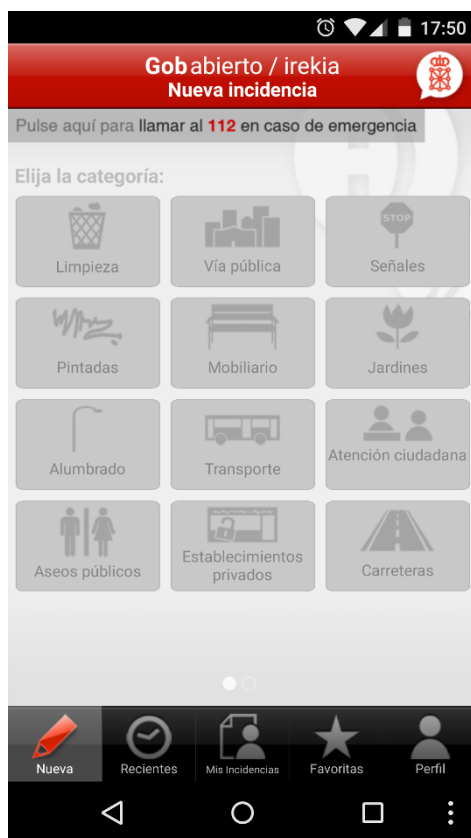 17:50
Gobabierto / irekia
Nueva incidencia
Pulse aquí para llamar al 112 en caso de emergencia
Elija la categoría:
STOP
Limpieza
Vía pública
Señales
Pintadas
Mobiliario
Jardines
Alumbrado
Transporte
Atención ciudadana
Aseos públicos
Establecimientos
privados
Carreteras
Nueva
Recientes
Mis Incidencias
Favoritas
Perfil